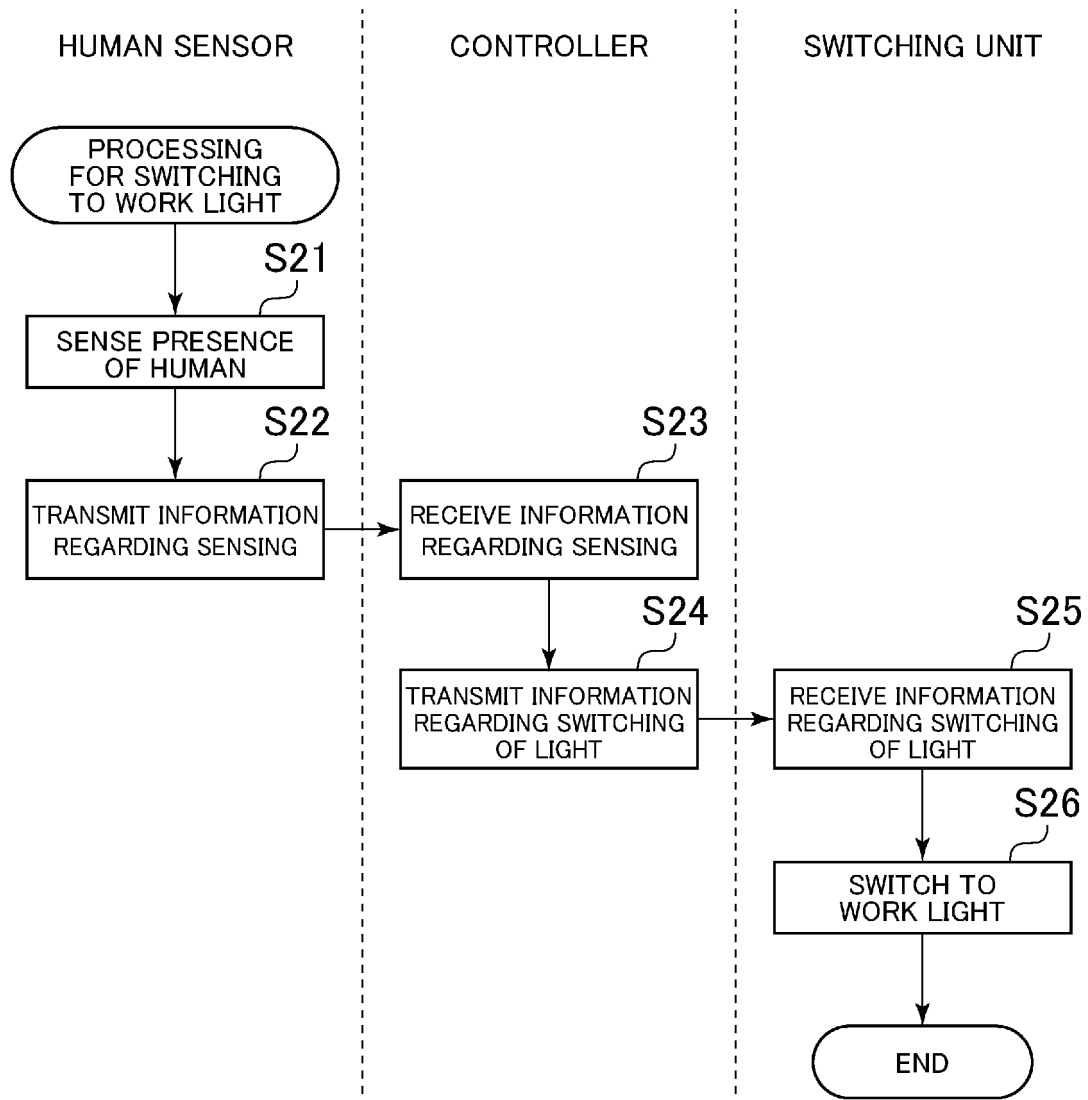 HUMAN SENSOR
CONTROLLER
SWITCHING UNIT
PROCESSING
FOR SWITCHING
TO WORK LIGHT
S21
SENSE PRESENCE
OF HUMAN
S22
TRANSMIT INFORMATION
REGARDING SENSING
S23
RECEIVE INFORMATION
REGARDING SENSING
S24
TRANSMIT INFORMATION
REGARDING SWITCHING
OF LIGHT
S25
RECEIVE INFORMATION
REGARDING SWITCHING
OF LIGHT
S26
SWITCH TO
WORK LIGHT
END